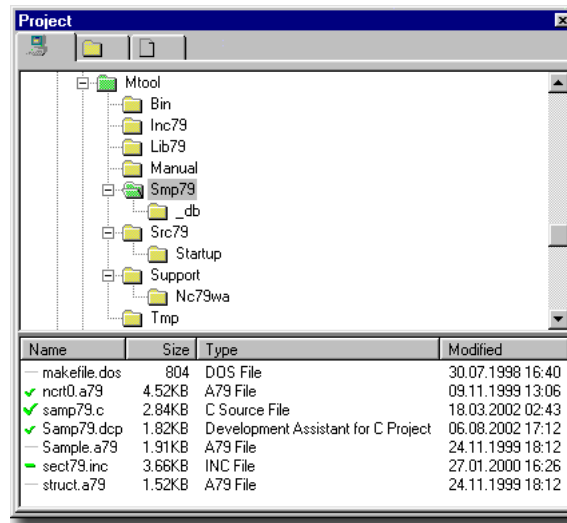 Project
Mtool
Bin
Inc79
Lib79
Manual
Smp79
_db
Src79
Startup
Support
Nc79wa
Tmp
Name Size Type Modified
makefile.dos 804 DOS File 30.07.1998 16:40
ncrt0.a79 4.52KB A79 File 09.11.1999 13:06
samp79.c 2.84KB C Source File 18.03.2002 02:43
Samp79.dcp 1.82KB Development Assistant for C Project 06.08.2002 17:12
Sample.a79 1.91KB A79 File 24.11.1999 18:12
sect79.inc 3.66KB INC File 27.01.2000 16:26
struct.a79 1.52KB A79 File 24.11.1999 18:12